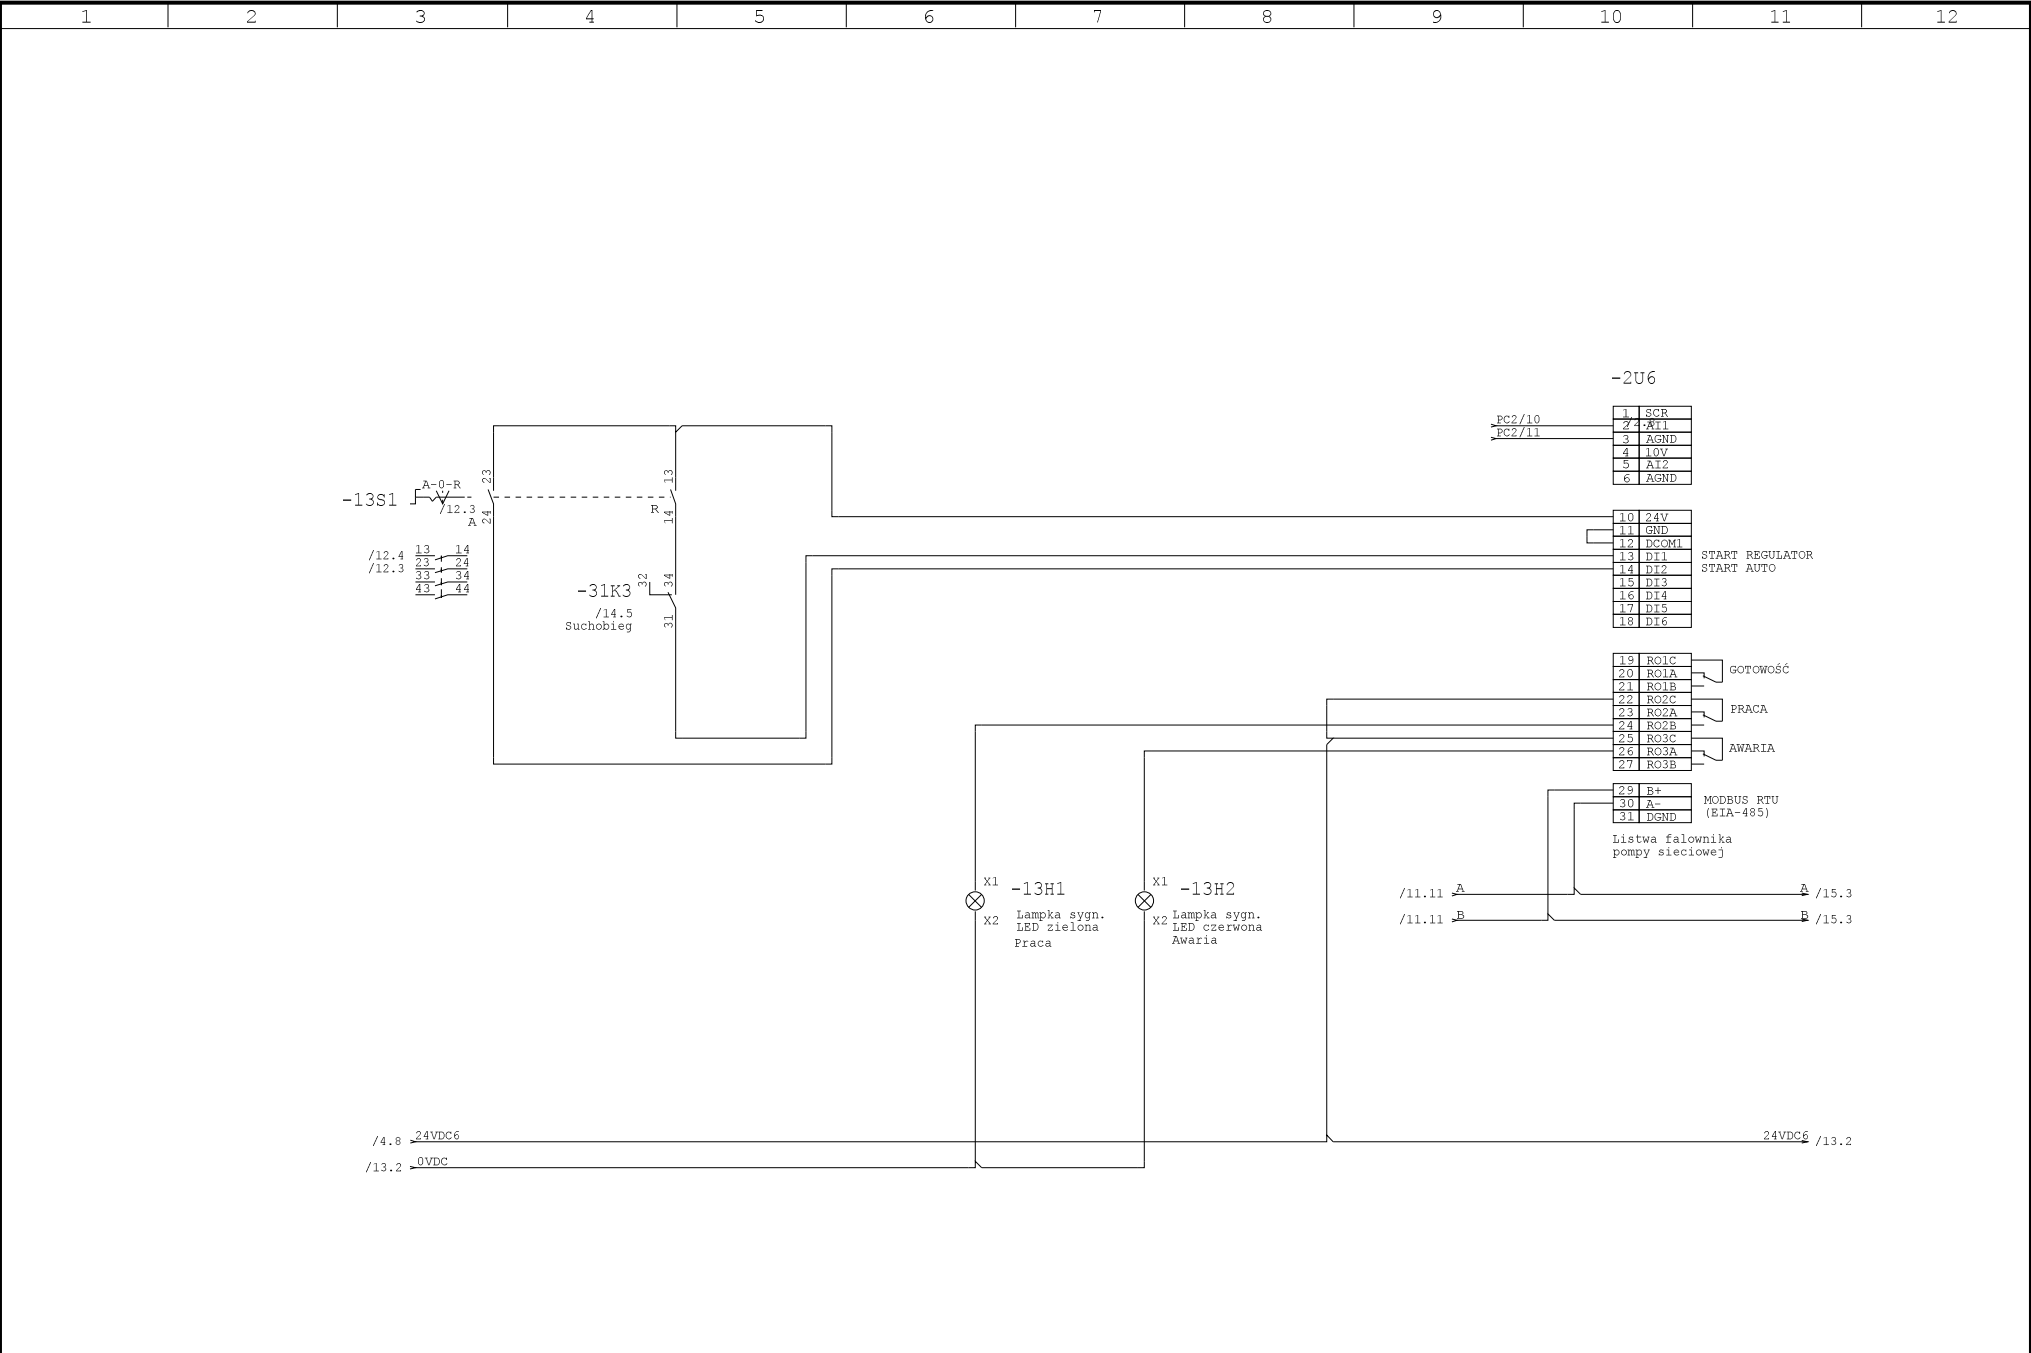 1 2 3 4 5 6 7 8 9 10 11 12
-2U6
PC2/10
PC2/11
1 SCR
2 AI1
3 AGND
4 10V
5 AI2
6 AGND
-13S1
A-0-R
/12.3
A
23
24
13
14
R
/12.4 13 14
/12.3 23 24
33 34
43 44
-31K3
/14.5
Suchobieg
32
34
31
10 24V
11 GND
12 DCOM1
13 DI1 START REGULATOR
14 DI2 START AUTO
15 DI3
16 DI4
17 DI5
18 DI6
19 RO1C
20 RO1A GOTOWOŚĆ
21 RO1B
22 RO2C
23 RO2A PRACA
24 RO2B
25 RO3C
26 RO3A AWARIA
27 RO3B
29 B+
30 A-
31 DGND
MODBUS RTU
(EIA-485)
Listwa falownika
pompy sieciowej
X1
X2
-13H1
Lampka sygn.
LED zielona
Praca
X1
X2
-13H2
Lampka sygn.
LED czerwona
Awaria
/11.11 A A /15.3
/11.11 B B /15.3
/4.8 24VDC6 24VDC6 /13.2
/13.2 0VDC